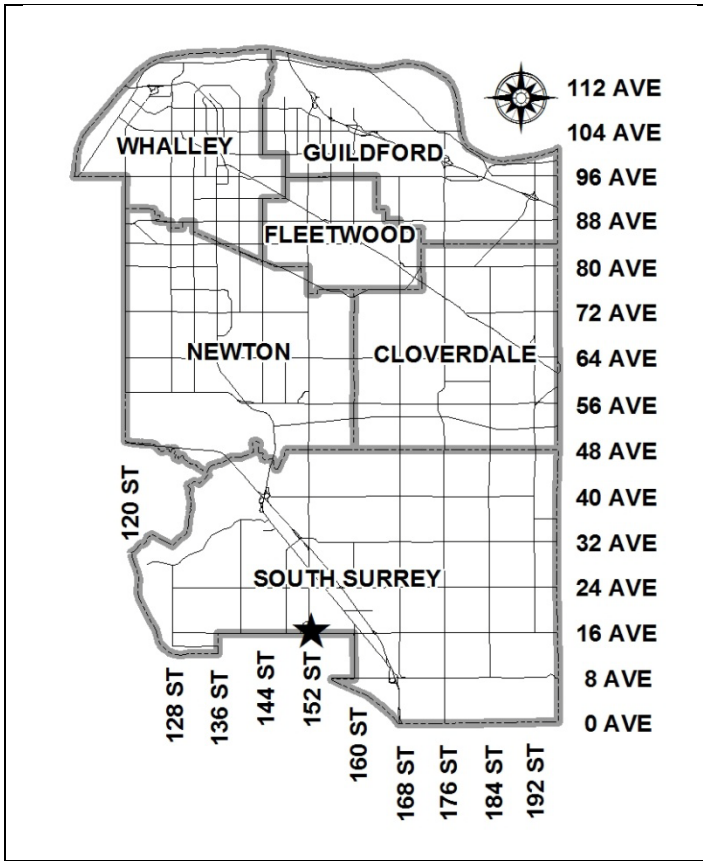 112 AVE
104 AVE
WHALLEY
GUILDFORD
96 AVE
88 AVE
FLEETWOOD
80 AVE
72 AVE
NEWTON
CLOVERDALE
64 AVE
56 AVE
48 AVE
40 AVE
120 ST
32 AVE
SOUTH SURREY
24 AVE
16 AVE
8 AVE
0 AVE
128 ST
136 ST
144 ST
152 ST
160 ST
168 ST
176 ST
184 ST
192 ST